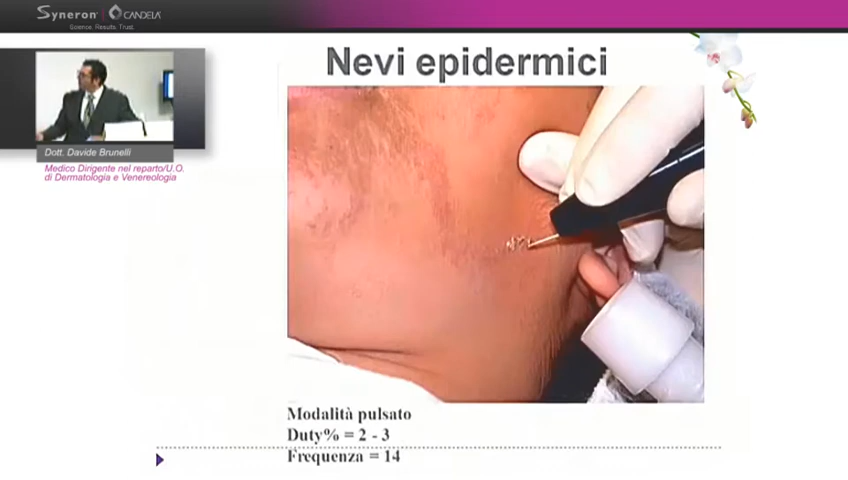 Syneron CANDELA
Science. Results. Trust.
Nevi epidermici
Dott. Davide Brunelli
Medico Dirigente nel reparto/U.O.
di Dermatologia e Venereologia
Modalità pulsato
Duty% = 2 - 3
Frequenza = 14